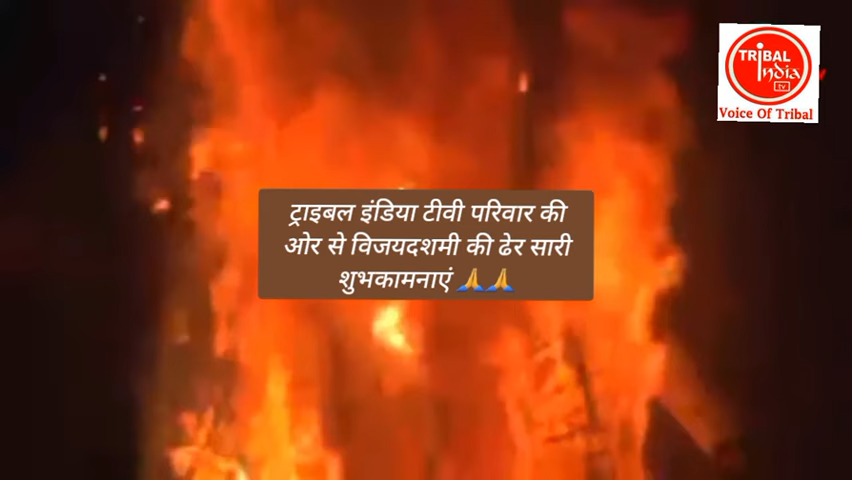 TRIBAL
india
tv
Voice Of Tribal
ट्राइबल इंडिया टीवी परिवार की
ओर से विजयदशमी की ढेर सारी
शुभकामनाएं 🙏🙏